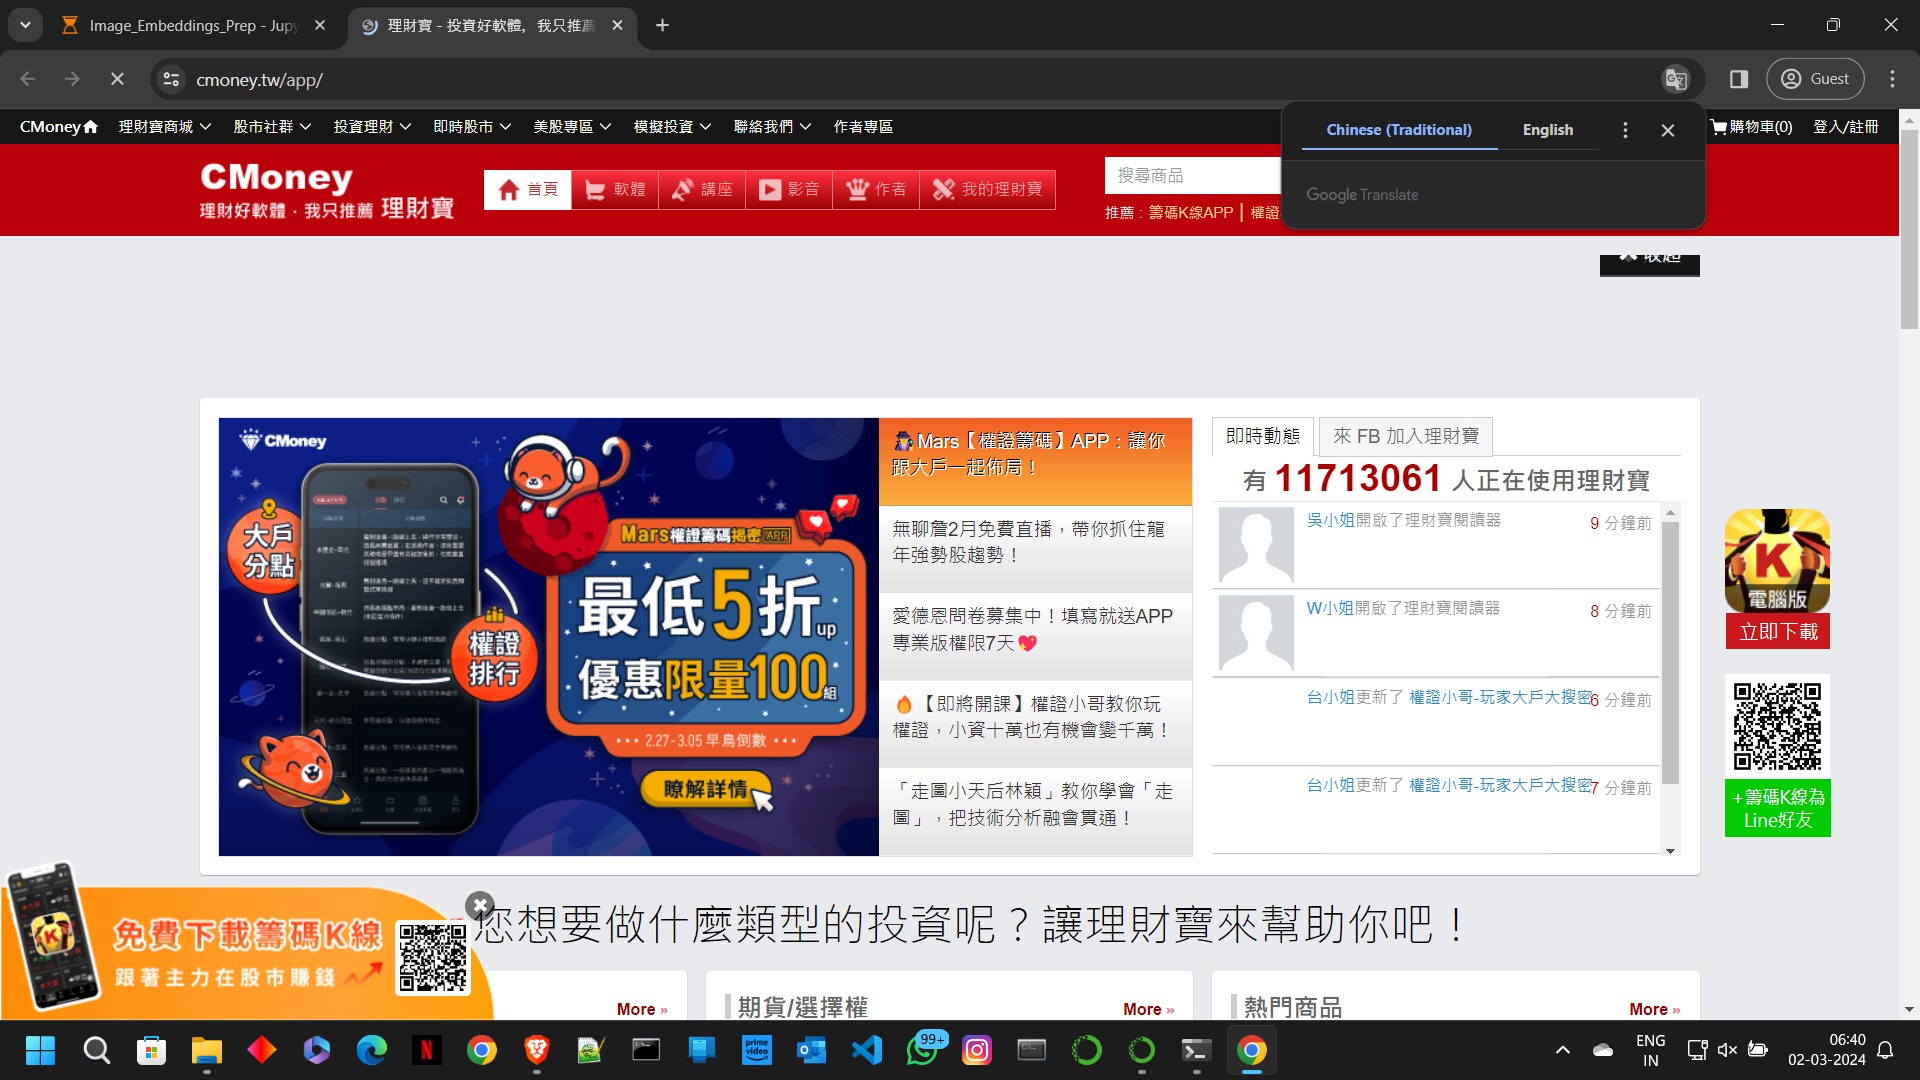 Image_Embeddings_Prep - Jupy
理財寶 - 投資好軟體，我只推薦
cmoney.tw/app/
Guest
CMoney 理財寶商城 股市社群 投資理財 即時股市 美股專區 模擬投資 聯絡我們 作者專區
購物車(0) 登入/註冊
Chinese (Traditional) English
Google Translate
CMoney
理財好軟體・我只推薦 理財寶
首頁 軟體 講座 影音 作者 我的理財寶
搜尋商品
推薦：籌碼K線APP | 權證
收起
CMoney
大戶
分點
權證
排行
Mars權證籌碼揭密APP
最低5折up
優惠限量100組
2.27-3.05 早鳥倒數
瞭解詳情
Mars【權證籌碼】APP：讓你
跟大戶一起佈局！
無聊詹2月免費直播，帶你抓住龍
年強勢股趨勢！
愛德恩問卷募集中！填寫就送APP
專業版權限7天💖
🔥【即將開課】權證小哥教你玩
權證，小資十萬也有機會變千萬！
「走圖小天后林穎」教你學會「走
圖」，把技術分析融會貫通！
即時動態 來 FB 加入理財寶
有 11713061 人正在使用理財寶
吳小姐開啟了理財寶閱讀器 9 分鐘前
W小姐開啟了理財寶閱讀器 8 分鐘前
台小姐更新了 權證小哥-玩家大戶大搜密 6 分鐘前
台小姐更新了 權證小哥-玩家大戶大搜密 7 分鐘前
K
電腦版
立即下載
+籌碼K線為
Line好友
免費下載籌碼K線
跟著主力在股市賺錢
您想要做什麼類型的投資呢？讓理財寶來幫助你吧！
More »
期貨/選擇權 More »
熱門商品 More »
prime
video
99+
ENG
IN
06:40
02-03-2024